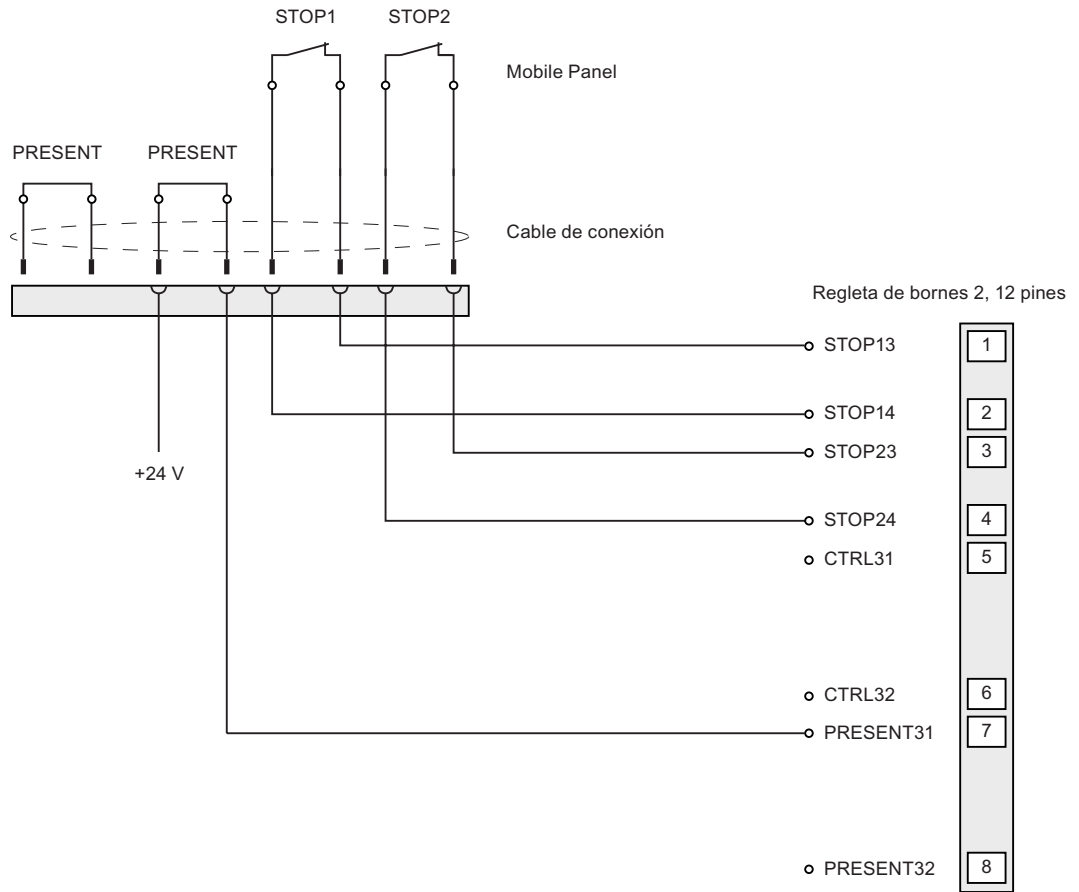 STOP1 STOP2
Mobile Panel
PRESENT PRESENT
Cable de conexión
Regleta de bornes 2, 12 pines
STOP13 1
STOP14 2
STOP23 3
+24 V
STOP24 4
CTRL31 5
CTRL32 6
PRESENT31 7
PRESENT32 8